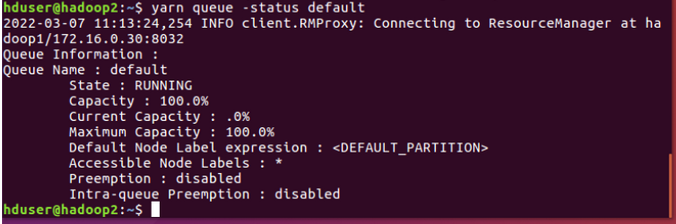 hduser@hadoop2:~$ yarn queue -status default
2022-03-07 11:13:24,254 INFO client.RMProxy: Connecting to ResourceManager at ha
doop1/172.16.0.30:8032
Queue Information :
Queue Name : default
State : RUNNING
Capacity : 100.0%
Current Capacity : .0%
Maximum Capacity : 100.0%
Default Node Label expression : <DEFAULT_PARTITION>
Accessible Node Labels : *
Preemption : disabled
Intra-queue Preemption : disabled
hduser@hadoop2:~$